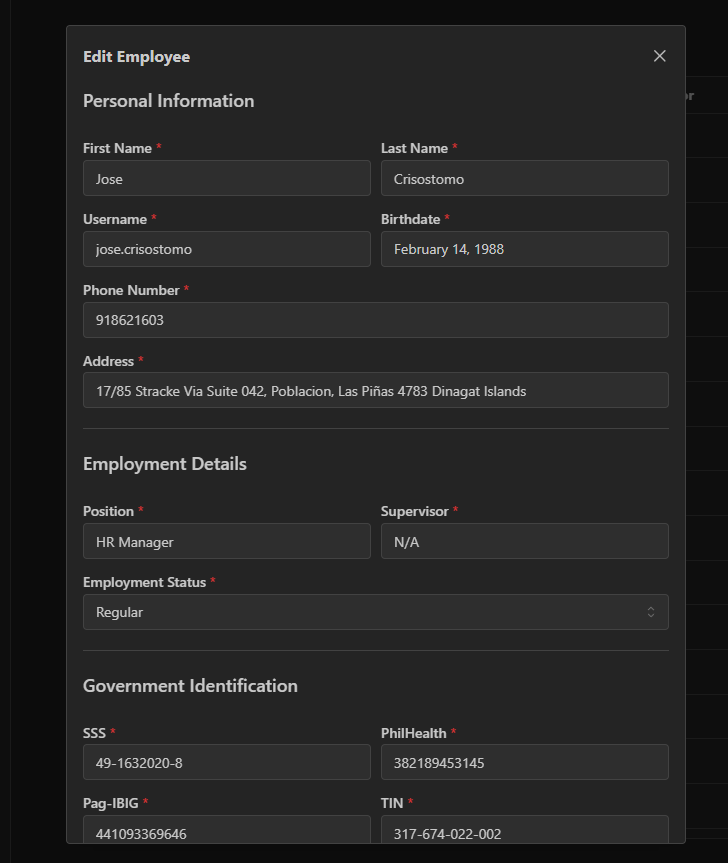 Edit Employee
Personal Information
First Name *
Last Name *
Jose
Crisostomo
Username *
Birthdate *
jose.crisostomo
February 14, 1988
Phone Number *
918621603
Address *
17/85 Stracke Via Suite 042, Poblacion, Las Piñas 4783 Dinagat Islands
Employment Details
Position *
Supervisor *
HR Manager
N/A
Employment Status *
Regular
Government Identification
SSS *
PhilHealth *
49-1632020-8
382189453145
Pag-IBIG *
TIN *
441093369646
317-674-022-002